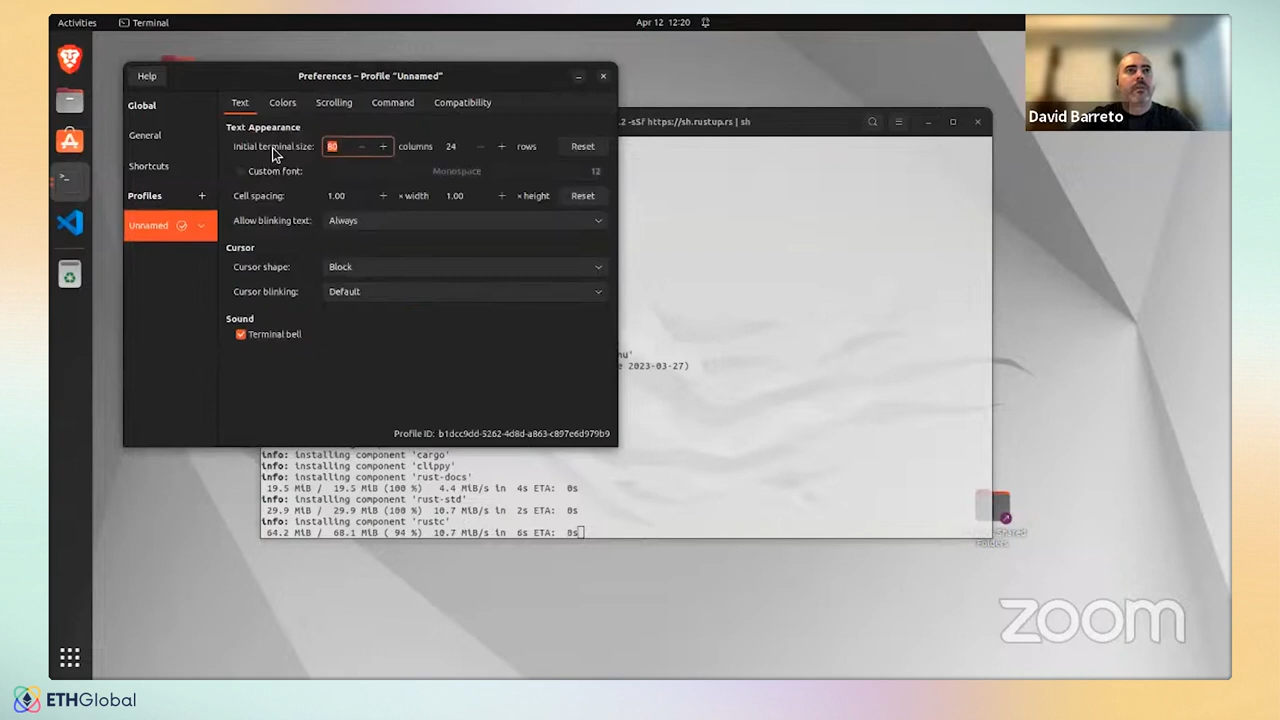 Activities
Terminal
Apr 12 12:20
David Barreto
Help
Preferences – Profile "Unnamed"
Global
General
Shortcuts
Profiles +
Unnamed
Text Colors Scrolling Command Compatibility
Text Appearance
Initial terminal size: 80 – + columns 24 – + rows Reset
Custom font: Monospace 12
Cell spacing: 1.00 + × width 1.00 + × height Reset
Allow blinking text: Always
Cursor
Cursor shape: Block
Cursor blinking: Default
Sound
Terminal bell
Profile ID: b1dcc9dd-5262-4d8d-a863-c897e6d979b9
.2 -sSf https://sh.rustup.rs | sh
nu'
e 2023-03-27)
info: installing component 'cargo'
info: installing component 'clippy'
info: installing component 'rust-docs'
19.5 MiB / 19.5 MiB (100 %) 4.4 MiB/s in 4s ETA: 0s
info: installing component 'rust-std'
29.9 MiB / 29.9 MiB (100 %) 10.7 MiB/s in 2s ETA: 0s
info: installing component 'rustc'
64.2 MiB / 68.1 MiB ( 94 %) 10.7 MiB/s in 6s ETA: 0s
Shared
Folders
zoom
ETHGlobal